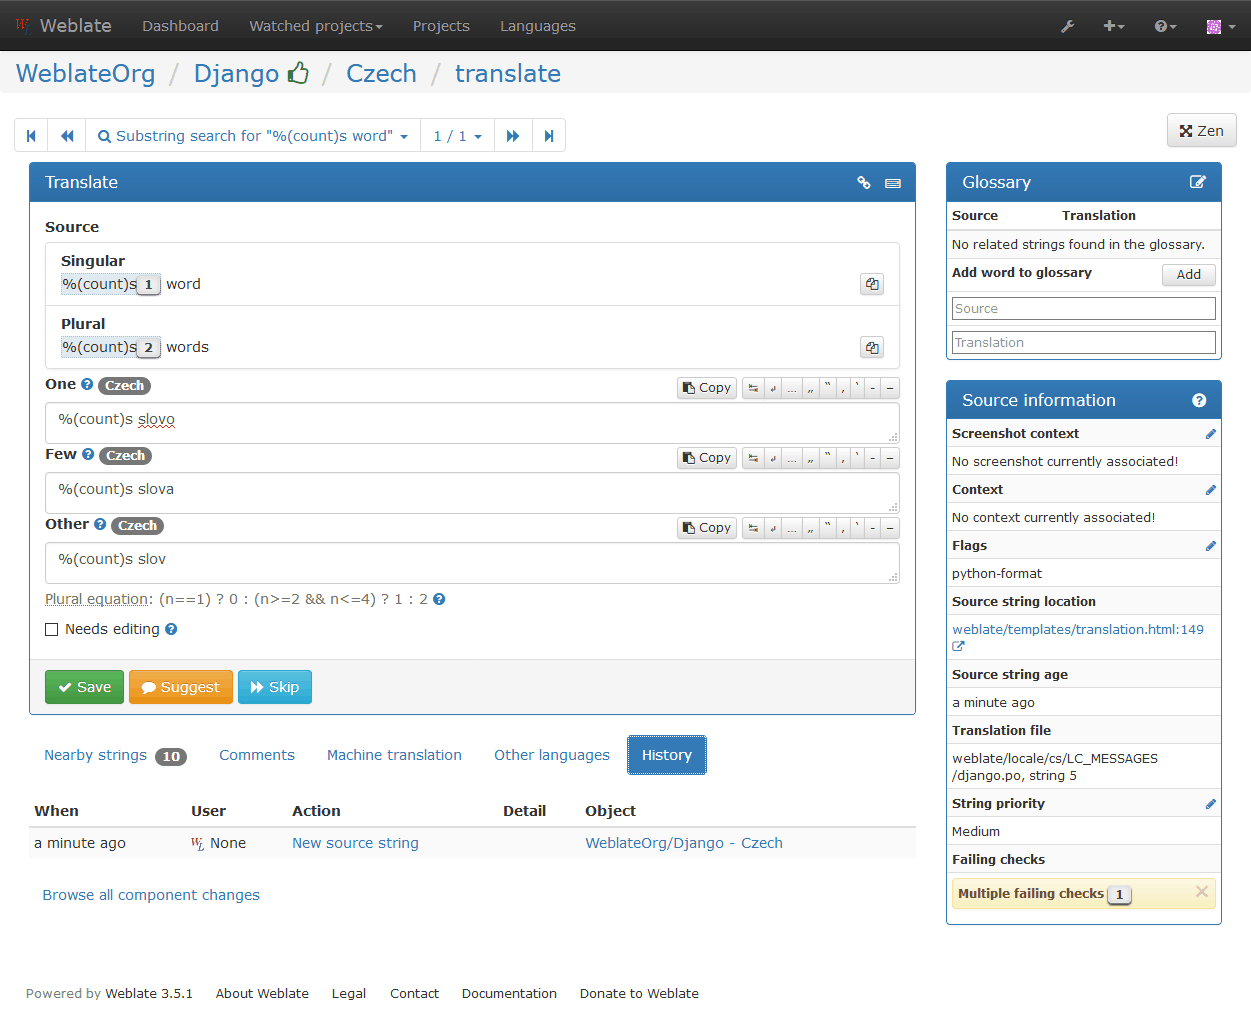 Weblate Dashboard Watched projects Projects Languages
WeblateOrg / Django / Czech / translate
Substring search for "%(count)s word" 1 / 1
Zen
Translate
Source
Singular
%(count)s 1 word
Plural
%(count)s 2 words
One Czech Copy … „ “ ‚ ‘ - –
%(count)s slovo
Few Czech Copy … „ “ ‚ ‘ - –
%(count)s slova
Other Czech Copy … „ “ ‚ ‘ - –
%(count)s slov
Plural equation: (n==1) ? 0 : (n>=2 && n<=4) ? 1 : 2
Needs editing
Save Suggest Skip
Nearby strings 10 Comments Machine translation Other languages History
When User Action Detail Object
a minute ago None New source string WeblateOrg/Django - Czech
Browse all component changes
Glossary
Source Translation
No related strings found in the glossary.
Add word to glossary Add
Source
Translation
Source information
Screenshot context
No screenshot currently associated!
Context
No context currently associated!
Flags
python-format
Source string location
weblate/templates/translation.html:149
Source string age
a minute ago
Translation file
weblate/locale/cs/LC_MESSAGES
/django.po, string 5
String priority
Medium
Failing checks
Multiple failing checks 1
Powered by Weblate 3.5.1 About Weblate Legal Contact Documentation Donate to Weblate